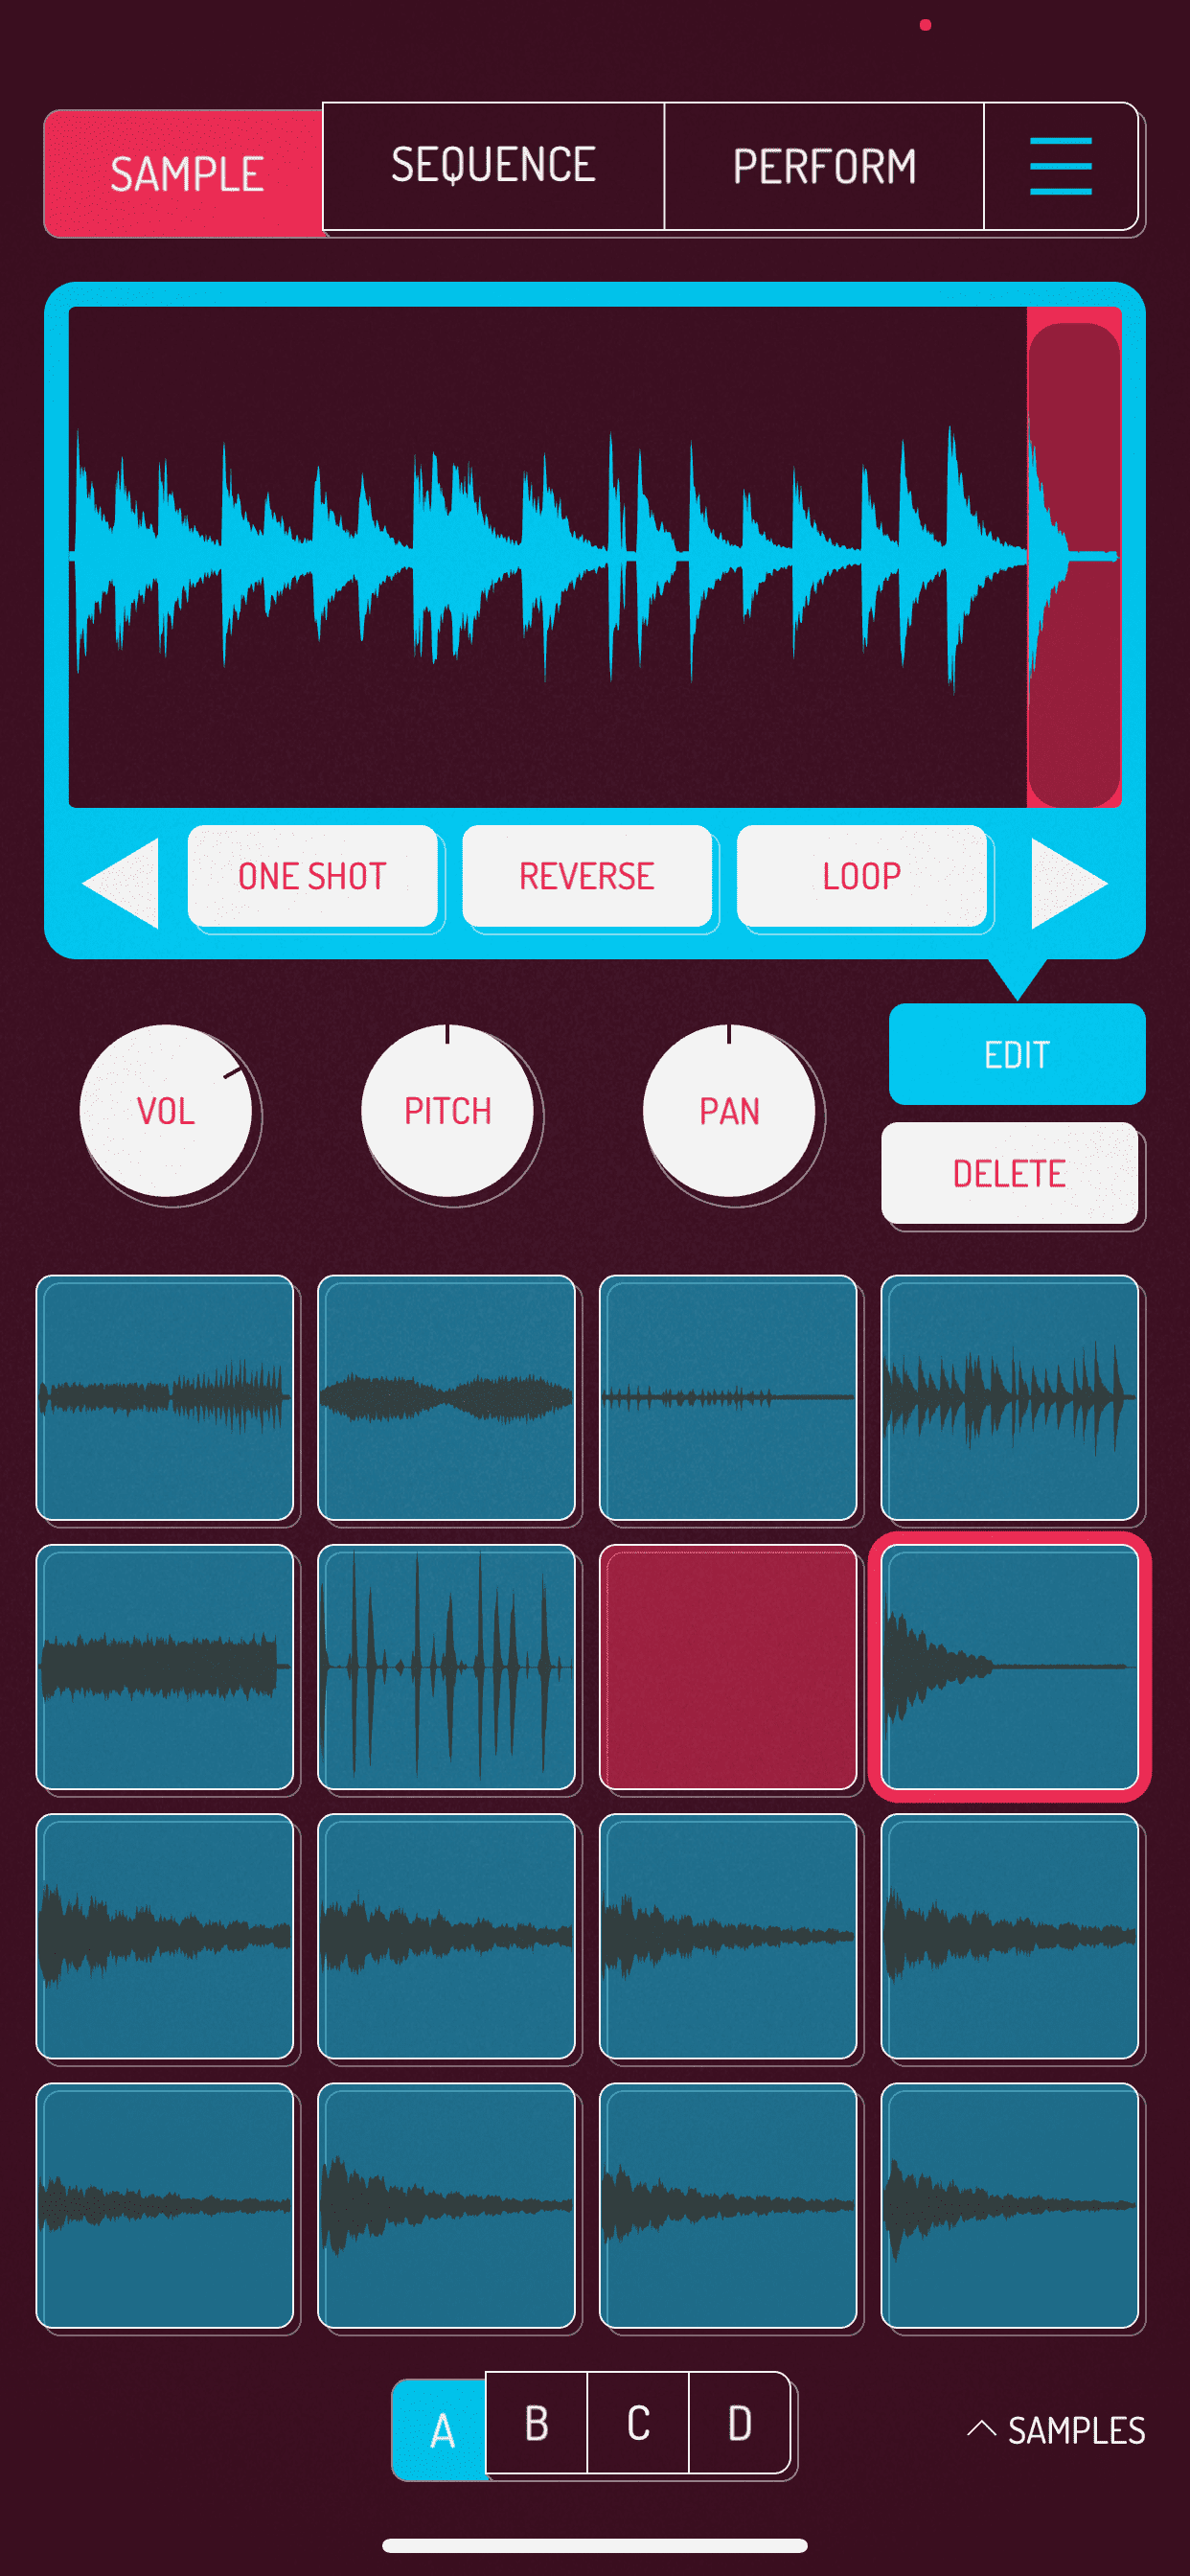 SAMPLE SEQUENCE PERFORM
ONE SHOT REVERSE LOOP
VOL PITCH PAN EDIT
DELETE
A B C D SAMPLES